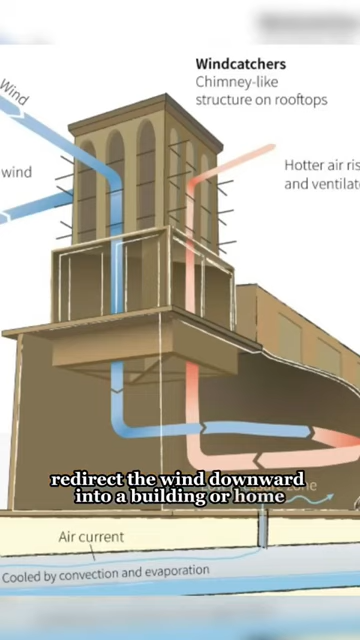 Windcatchers
Chimney-like
structure on rooftops
Wind
wind
Hotter air ris
and ventilat
redirect the wind downward
into a building or home
zone
Air current
Cooled by convection and evaporation